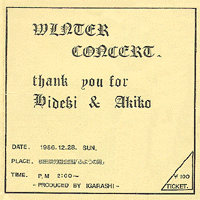 WINTER
CONCERT.
thank you for
Hideki & Akiko
DATE. 1986.12.28. SUN.
PLACE.
TIME. P.M 2:00~
- PRODUCED BY IGARASHI -
¥100
TICKET.